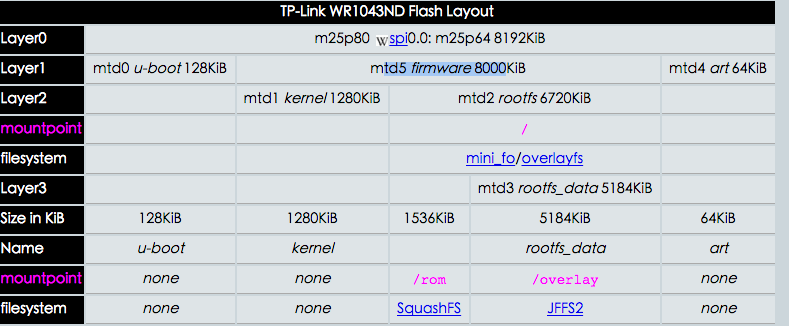 TP-Link WR1043ND Flash Layout
Layer0 m25p80 spi0.0: m25p64 8192KiB
Layer1 mtd0 u-boot 128KiB mtd5 firmware 8000KiB mtd4 art 64KiB
Layer2 mtd1 kernel 1280KiB mtd2 rootfs 6720KiB
mountpoint /
filesystem mini_fo/overlayfs
Layer3 mtd3 rootfs_data 5184KiB
Size in KiB 128KiB 1280KiB 1536KiB 5184KiB 64KiB
Name u-boot kernel rootfs_data art
mountpoint none none /rom /overlay none
filesystem none none SquashFS JFFS2 none